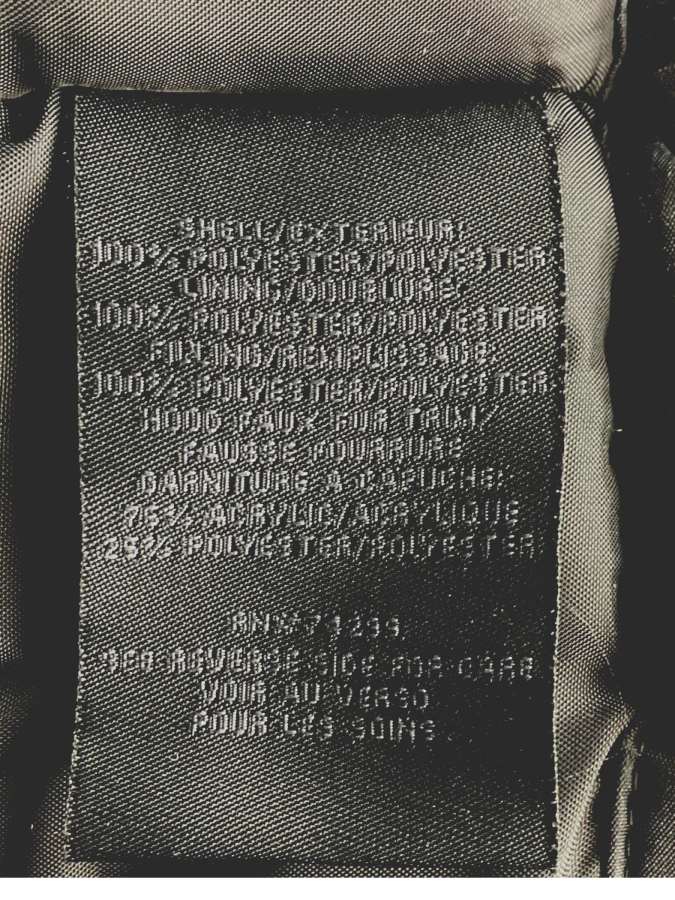 SHELL/EXTERIEUR:
100% POLYESTER/POLYESTER
LINING/DOUBLURE:
100% POLYESTER/POLYESTER
FILLING/REMPLISSAGE:
100% POLYESTER/POLYESTER
HOOD FAUX FUR TRIM/
FAUSSE FOURRURE
GARNITURE A CAPUCHE:
75% ACRYLIC/ACRYLIQUE
25% POLYESTER/POLYESTER
SEE REVERSE SIDE FOR CARE
VOIR AU VERSO
POUR LES SOINS